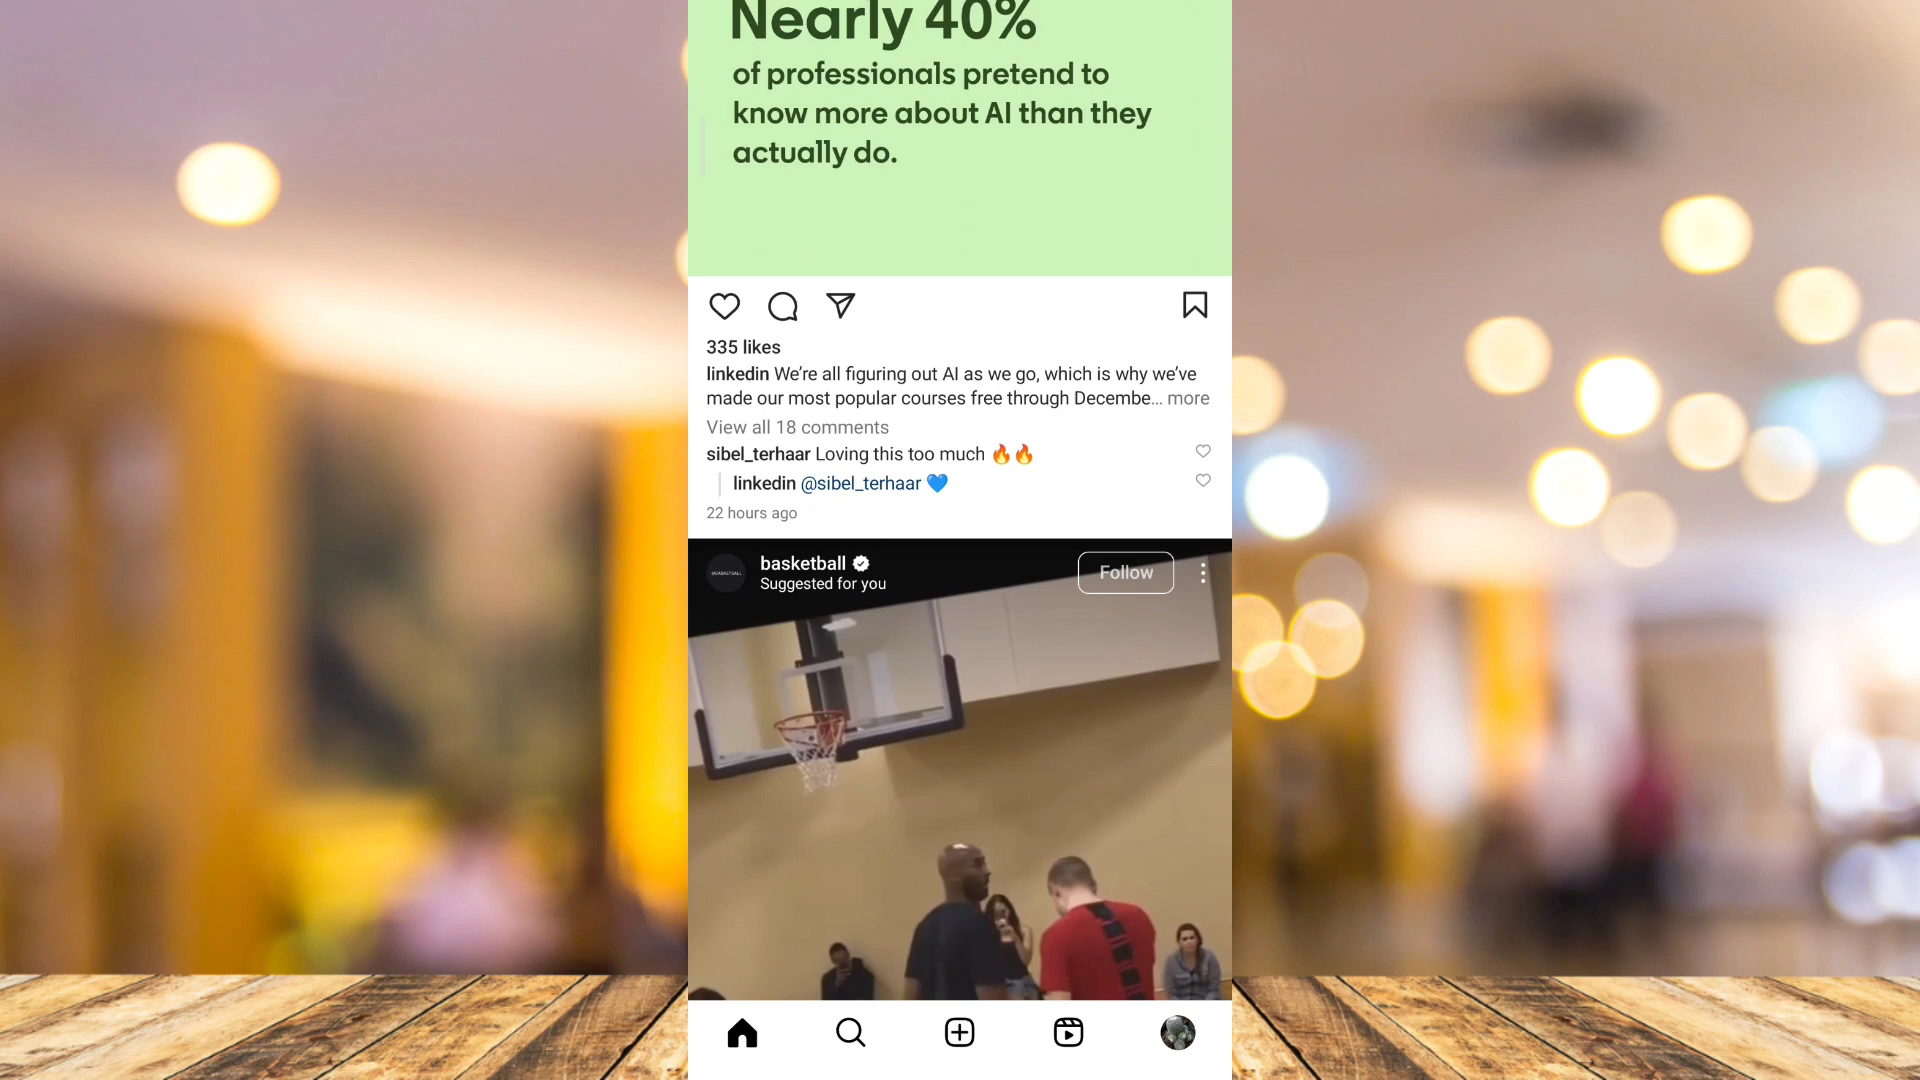 Nearly 40%
of professionals pretend to
know more about AI than they
actually do.
335 likes
linkedin We’re all figuring out AI as we go, which is why we’ve
made our most popular courses free through Decembe... more
View all 18 comments
sibel_terhaar Loving this too much 🔥🔥
linkedin @sibel_terhaar 💙
22 hours ago
basketball
Suggested for you
Follow